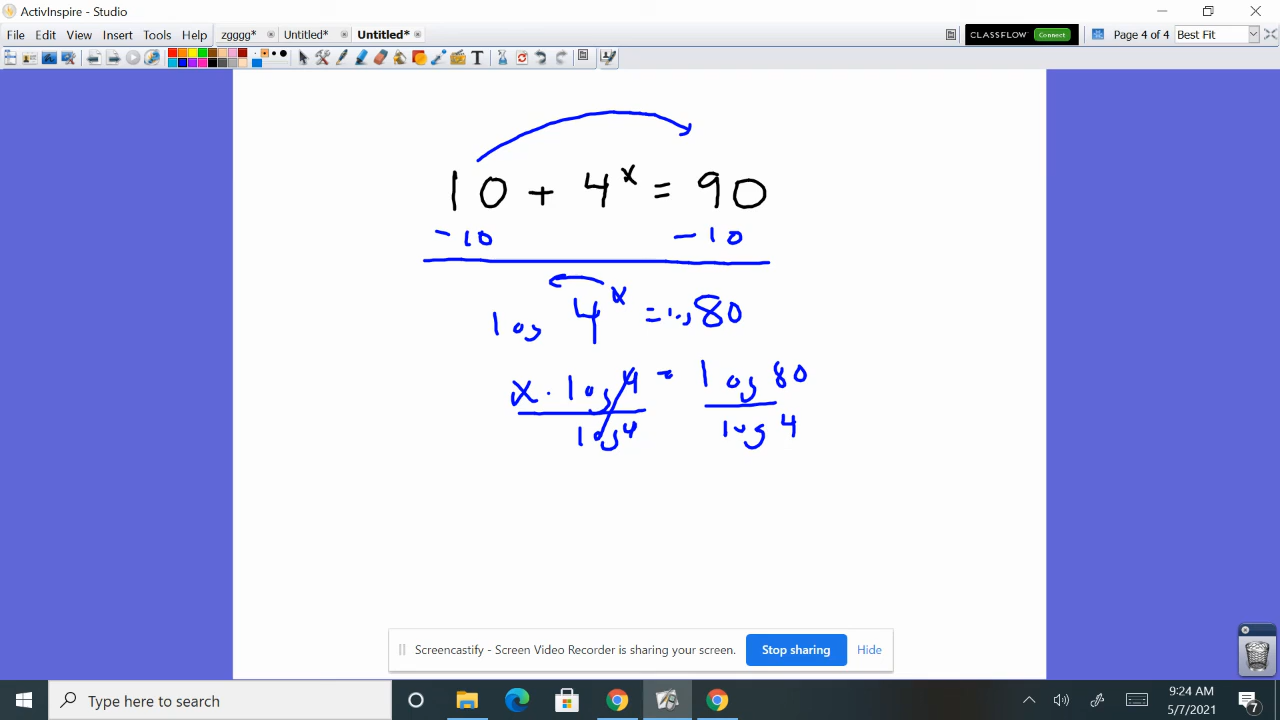 ActivInspire - Studio
File Edit View Insert Tools Help zgggg* Untitled* Untitled* CLASSFLOW Connect Page 4 of 4 Best Fit
10 + 4^x = 90
-10 -10
log 4^x = log 80
x · log 4 = log 80
log 4 log 4
Screencastify - Screen Video Recorder is sharing your screen. Stop sharing Hide
Type here to search
9:24 AM
5/7/2021
7